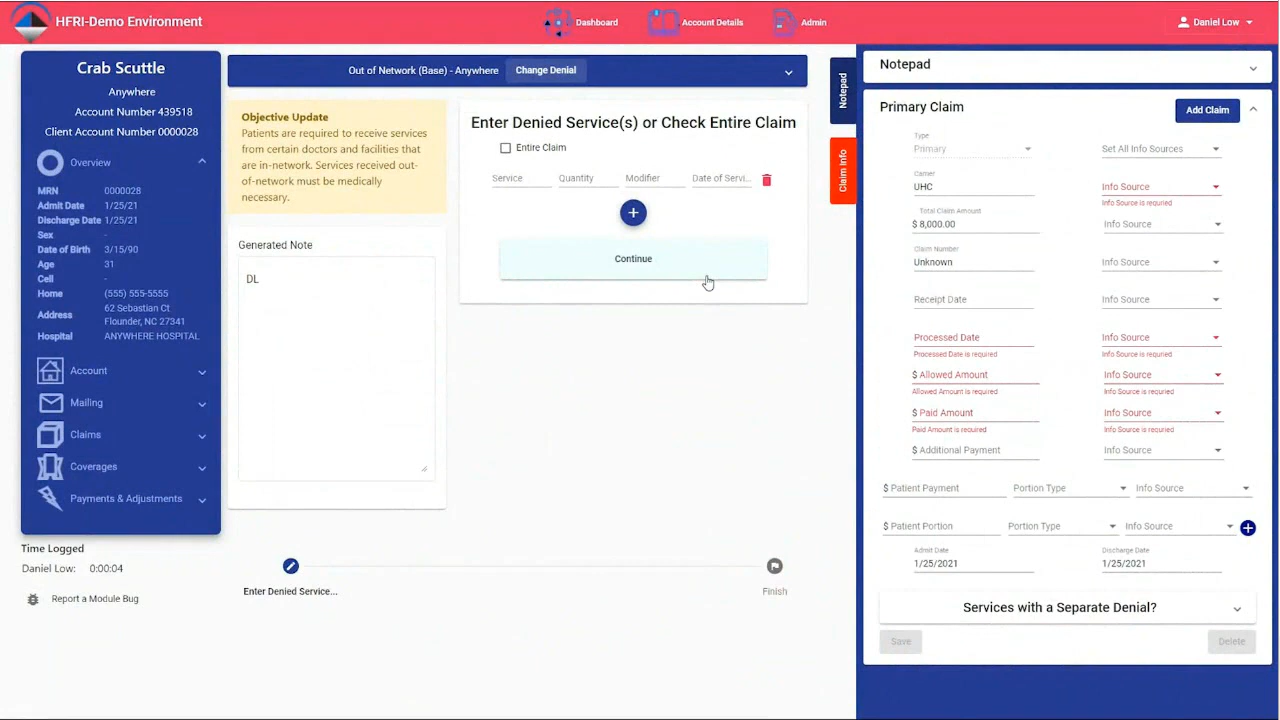 HFRI-Demo Environment
Dashboard
Account Details
Admin
Daniel Low
Crab Scuttle
Anywhere
Account Number 439518
Client Account Number 0000028
Overview
MRN 0000028
Admit Date 1/25/21
Discharge Date 1/25/21
Sex -
Date of Birth 3/15/90
Age 31
Cell -
Home (555) 555-5555
Address 62 Sebastian Ct
Flounder, NC 27341
Hospital ANYWHERE HOSPITAL
Account
Mailing
Claims
Coverages
Payments & Adjustments
Time Logged
Daniel Low: 0:00:04
Report a Module Bug
Out of Network (Base) - Anywhere Change Denial
Objective Update
Patients are required to receive services
from certain doctors and facilities that
are in-network. Services received out-
of-network must be medically
necessary.
Generated Note
DL
Enter Denied Service(s) or Check Entire Claim
Entire Claim
Service Quantity Modifier Date of Servi...
Continue
Enter Denied Service...
Finish
Notepad
Claim Info
Notepad
Primary Claim
Add Claim
Type
Primary Set All Info Sources
Carrier
UHC Info Source
Info Source is required
Total Claim Amount
$ 8,000.00 Info Source
Claim Number
Unknown Info Source
Receipt Date Info Source
Processed Date Info Source
Processed Date is required Info Source is required
$ Allowed Amount Info Source
Allowed Amount is required Info Source is required
$ Paid Amount Info Source
Paid Amount is required Info Source is required
$ Additional Payment Info Source
$ Patient Payment Portion Type Info Source
$ Patient Portion Portion Type Info Source
Admit Date Discharge Date
1/25/2021 1/25/2021
Services with a Separate Denial?
Save Delete